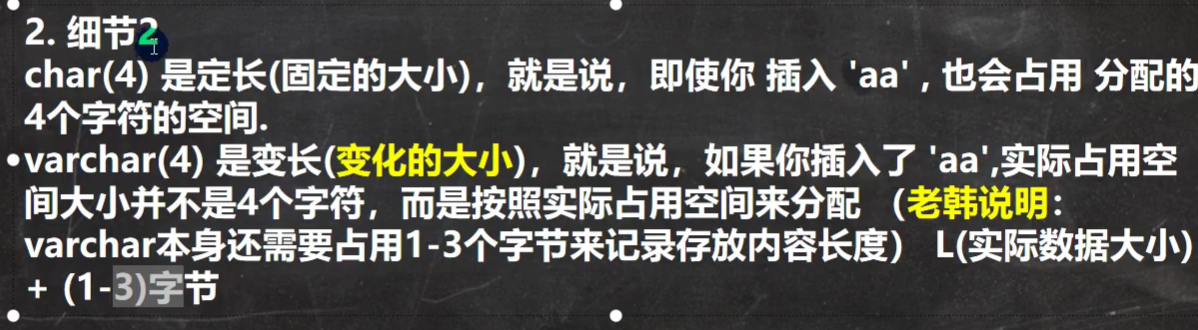 2. 细节2
char(4) 是定长(固定的大小)，就是说，即使你 插入 'aa' , 也会占用 分配的
4个字符的空间.
•varchar(4) 是变长(变化的大小)，就是说，如果你插入了 'aa',实际占用空
间大小并不是4个字符，而是按照实际占用空间来分配 （老韩说明：
varchar本身还需要占用1-3个字节来记录存放内容长度） L(实际数据大小)
+ (1-3)字节